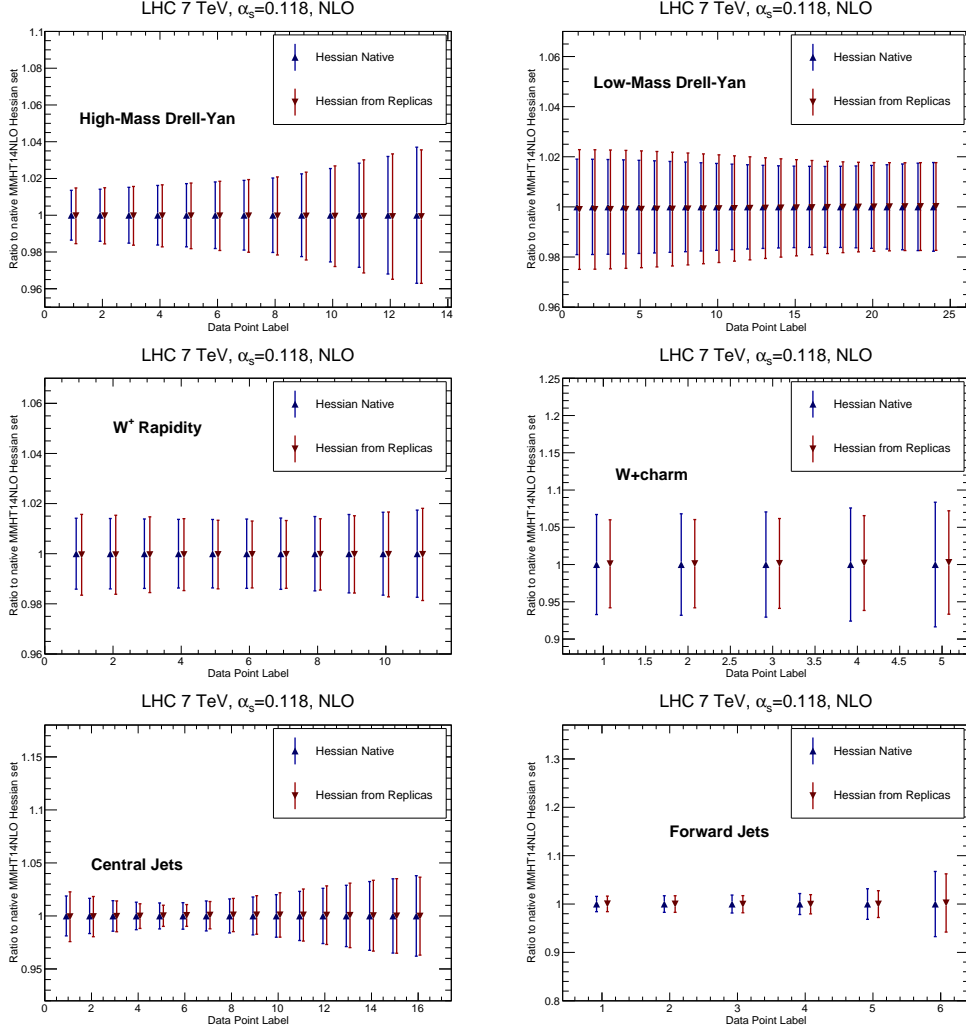 LHC 7 TeV, αs=0.118, NLO
Ratio to native MMHT14NLO Hessian set
1.1
1.08
1.06
1.04
1.02
1
0.98
0.96
Hessian Native
Hessian from Replicas
High-Mass Drell-Yan
0 2 4 6 8 10 12 14
Data Point Label
LHC 7 TeV, αs=0.118, NLO
Ratio to native MMHT14NLO Hessian set
1.06
1.04
1.02
1
0.98
0.96
Hessian Native
Low-Mass Drell-Yan
Hessian from Replicas
0 5 10 15 20 25
Data Point Label
LHC 7 TeV, αs=0.118, NLO
Ratio to native MMHT14NLO Hessian set
1.06
1.04
1.02
1
0.98
0.96
Hessian Native
W+ Rapidity
Hessian from Replicas
0 2 4 6 8 10
Data Point Label
LHC 7 TeV, αs=0.118, NLO
Ratio to native MMHT14NLO Hessian set
1.25
1.2
1.15
1.1
1.05
1
0.95
0.9
Hessian Native
Hessian from Replicas
W+charm
1 1.5 2 2.5 3 3.5 4 4.5 5
Data Point Label
LHC 7 TeV, αs=0.118, NLO
Ratio to native MMHT14NLO Hessian set
1.15
1.1
1.05
1
0.95
Hessian Native
Hessian from Replicas
Central Jets
0 2 4 6 8 10 12 14 16
Data Point Label
LHC 7 TeV, αs=0.118, NLO
Ratio to native MMHT14NLO Hessian set
1.3
1.2
1.1
1
0.9
0.8
Hessian Native
Hessian from Replicas
Forward Jets
1 2 3 4 5 6
Data Point Label